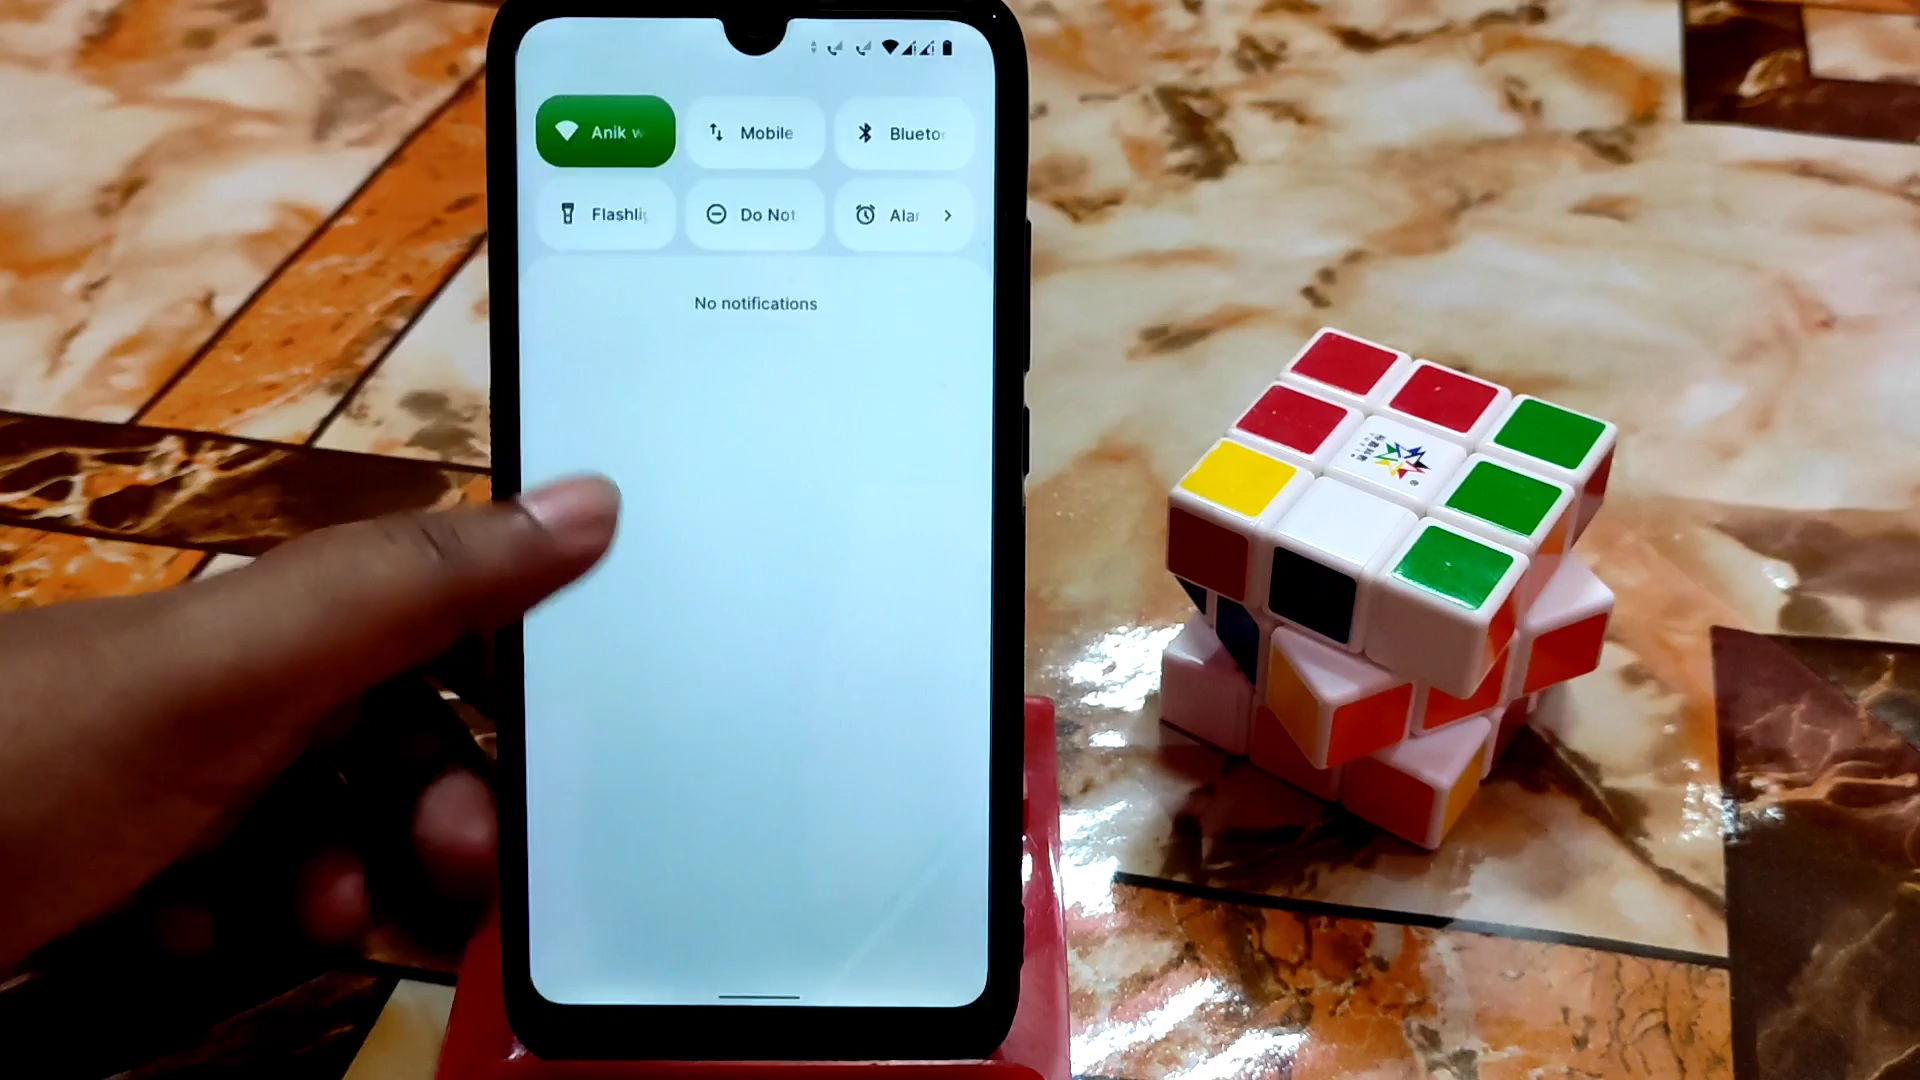 Anik w
Mobile
Blueto
Flashli
Do Not
Alar
No notifications